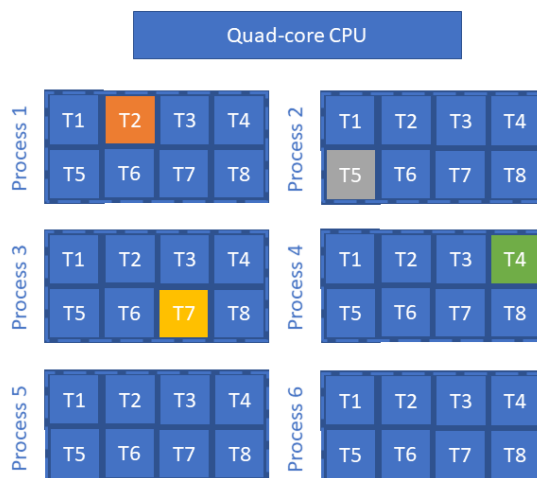 Quad-core CPU
Process 1
T1 T2 T3 T4
T5 T6 T7 T8
Process 2
T1 T2 T3 T4
T5 T6 T7 T8
Process 3
T1 T2 T3 T4
T5 T6 T7 T8
Process 4
T1 T2 T3 T4
T5 T6 T7 T8
Process 5
T1 T2 T3 T4
T5 T6 T7 T8
Process 6
T1 T2 T3 T4
T5 T6 T7 T8